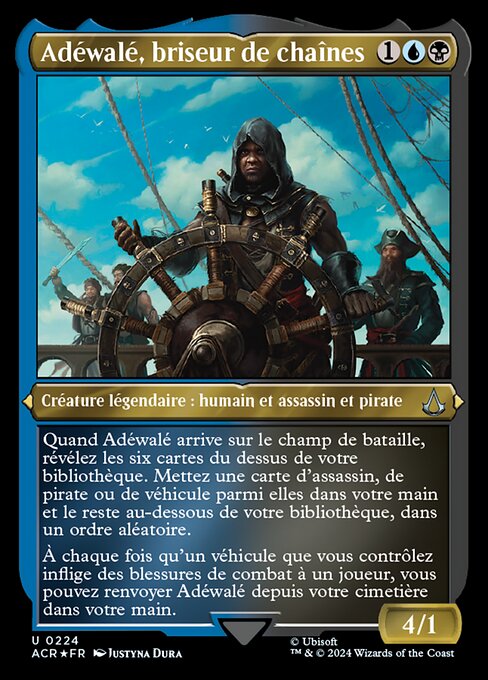 Adéwalé, briseur de chaînes 1
Créature légendaire : humain et assassin et pirate
Quand Adéwalé arrive sur le champ de bataille,
révélez les six cartes du dessus de votre
bibliothèque. Mettez une carte d'assassin, de
pirate ou de véhicule parmi elles dans votre main
et le reste au-dessous de votre bibliothèque, dans
un ordre aléatoire.
À chaque fois qu'un véhicule que vous contrôlez
inflige des blessures de combat à un joueur, vous
pouvez renvoyer Adéwalé depuis votre cimetière
dans votre main.
4/1
U 0224
ACR★FR Justyna Dura
© Ubisoft
™ & © 2024 Wizards of the Coast